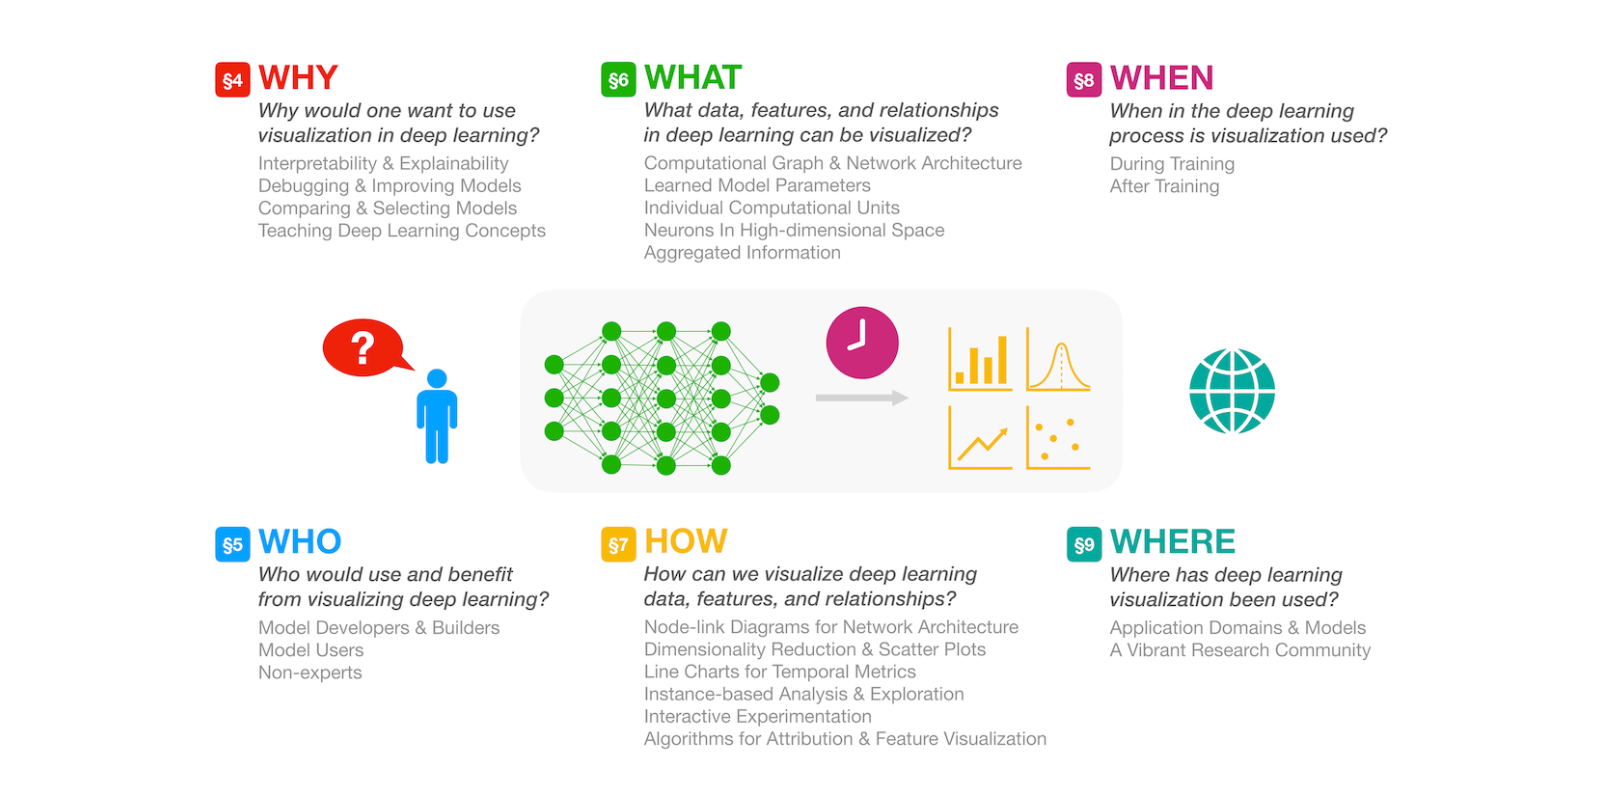 §4 WHY
Why would one want to use
visualization in deep learning?
Interpretability & Explainability
Debugging & Improving Models
Comparing & Selecting Models
Teaching Deep Learning Concepts
§6 WHAT
What data, features, and relationships
in deep learning can be visualized?
Computational Graph & Network Architecture
Learned Model Parameters
Individual Computational Units
Neurons In High-dimensional Space
Aggregated Information
§8 WHEN
When in the deep learning
process is visualization used?
During Training
After Training
?
§5 WHO
Who would use and benefit
from visualizing deep learning?
Model Developers & Builders
Model Users
Non-experts
§7 HOW
How can we visualize deep learning
data, features, and relationships?
Node-link Diagrams for Network Architecture
Dimensionality Reduction & Scatter Plots
Line Charts for Temporal Metrics
Instance-based Analysis & Exploration
Interactive Experimentation
Algorithms for Attribution & Feature Visualization
§9 WHERE
Where has deep learning
visualization been used?
Application Domains & Models
A Vibrant Research Community